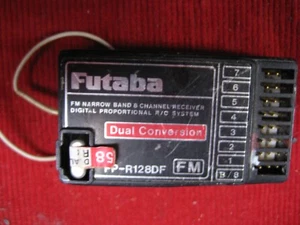 Futaba
FM NARROW BAND 8 CHANNEL RECEIVER
DIGITAL PROPORTIONAL R/C SYSTEM
Dual Conversion
7
6
5
4
3
2
1
58
FP-R128DF FM